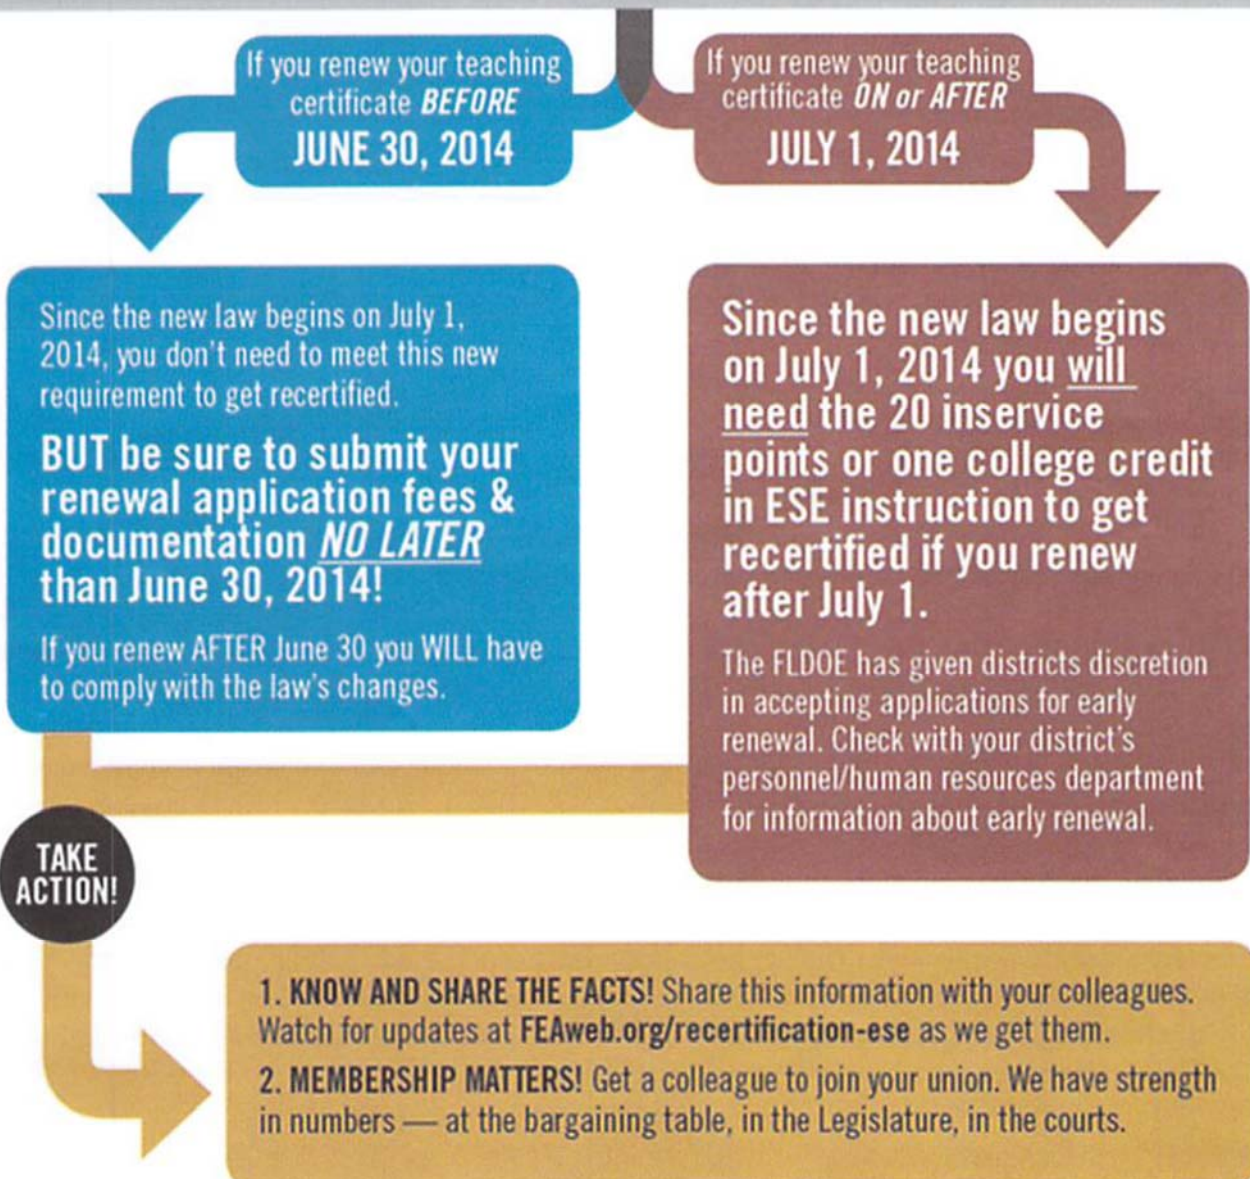 If you renew your teaching
certificate BEFORE
JUNE 30, 2014
If you renew your teaching
certificate ON or AFTER
JULY 1, 2014
Since the new law begins on July 1,
2014, you don't need to meet this new
requirement to get recertified.
BUT be sure to submit your
renewal application fees &
documentation NO LATER
than June 30, 2014!
If you renew AFTER June 30 you WILL have
to comply with the law's changes.
Since the new law begins
on July 1, 2014 you will
need the 20 inservice
points or one college credit
in ESE instruction to get
recertified if you renew
after July 1.
The FLDOE has given districts discretion
in accepting applications for early
renewal. Check with your district's
personnel/human resources department
for information about early renewal.
TAKE
ACTION!
1. KNOW AND SHARE THE FACTS! Share this information with your colleagues.
Watch for updates at FEAweb.org/recertification-ese as we get them.
2. MEMBERSHIP MATTERS! Get a colleague to join your union. We have strength
in numbers — at the bargaining table, in the Legislature, in the courts.